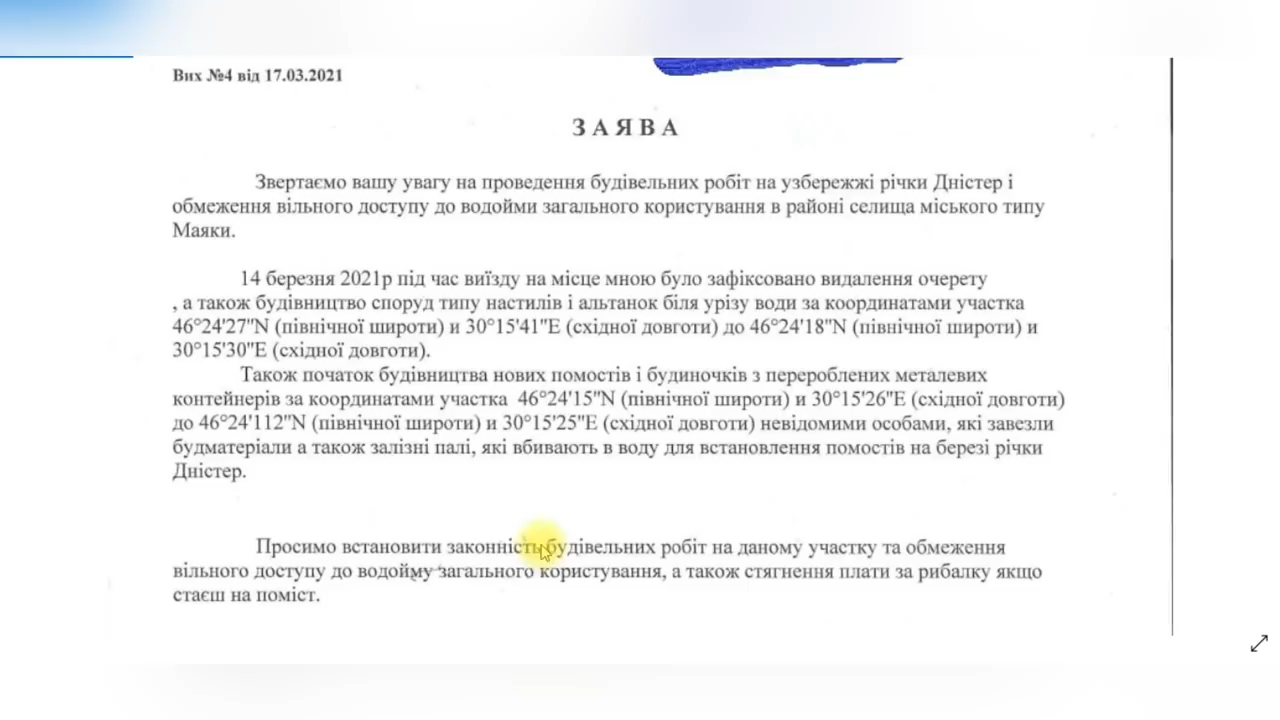 Вих №4 від 17.03.2021
З А Я В А
Звертаємо вашу увагу на проведення будівельних робіт на узбережжі річки Дністер і
обмеження вільного доступу до водойми загального користування в районі селища міського типу
Маяки.
14 березня 2021р під час виїзду на місце мною було зафіксовано видалення очерету
, а також будівництво споруд типу настилів і альтанок біля урізу води за координатами участка
46°24'27"N (північної широти) и 30°15'41"E (східної довготи) до 46°24'18"N (північної широти) и
30°15'30"E (східної довготи).
Також початок будівництва нових помостів і будиночків з перероблених металевих
контейнерів за координатами участка 46°24'15"N (північної широти) и 30°15'26"E (східної довготи)
до 46°24'112"N (північної широти) и 30°15'25"E (східної довготи) невідомими особами, які завезли
будматеріали а також залізні палі, які вбивають в воду для встановлення помостів на березі річки
Дністер.
Просимо встановити законність будівельних робіт на даному участку та обмеження
вільного доступу до водойму загального користування, а також стягнення плати за рибалку якщо
стаєш на поміст.